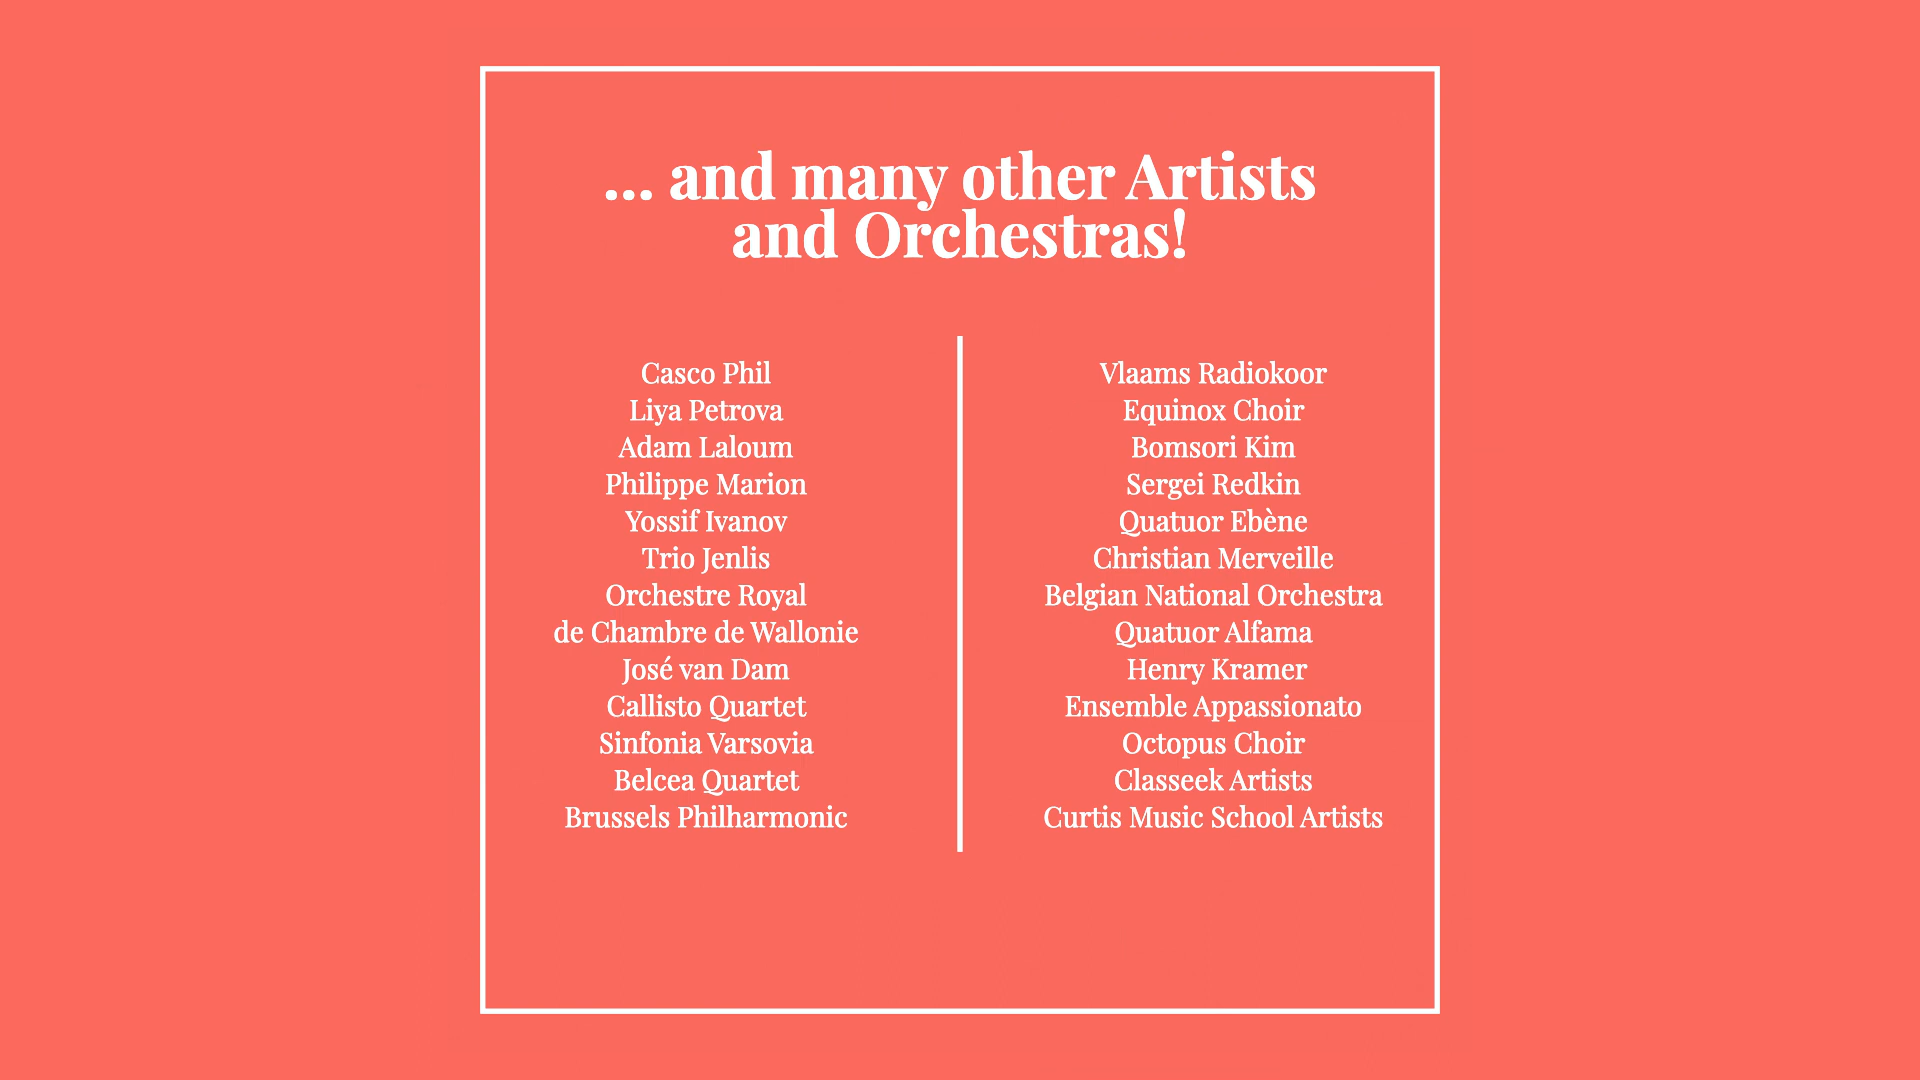 ... and many other Artists
and Orchestras!
Casco Phil
Liya Petrova
Adam Laloum
Philippe Marion
Yossif Ivanov
Trio Jenlis
Orchestre Royal
de Chambre de Wallonie
José van Dam
Callisto Quartet
Sinfonia Varsovia
Belcea Quartet
Brussels Philharmonic
Vlaams Radiokoor
Equinox Choir
Bomsori Kim
Sergei Redkin
Quatuor Ebène
Christian Merveille
Belgian National Orchestra
Quatuor Alfama
Henry Kramer
Ensemble Appassionato
Octopus Choir
Classeek Artists
Curtis Music School Artists